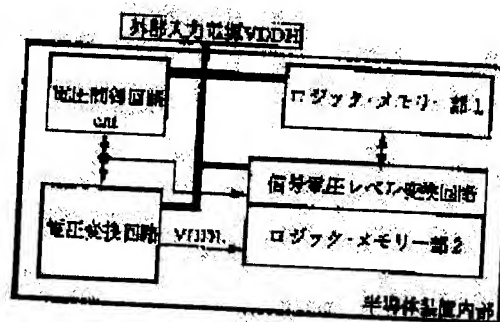 外部入力電源VDDH
電圧制御回路
cnt
ロジック・メモリー部1
信号電圧レベル変換回路
電圧変換回路
VDDL
ロジック・メモリー部2
半導体装置内部